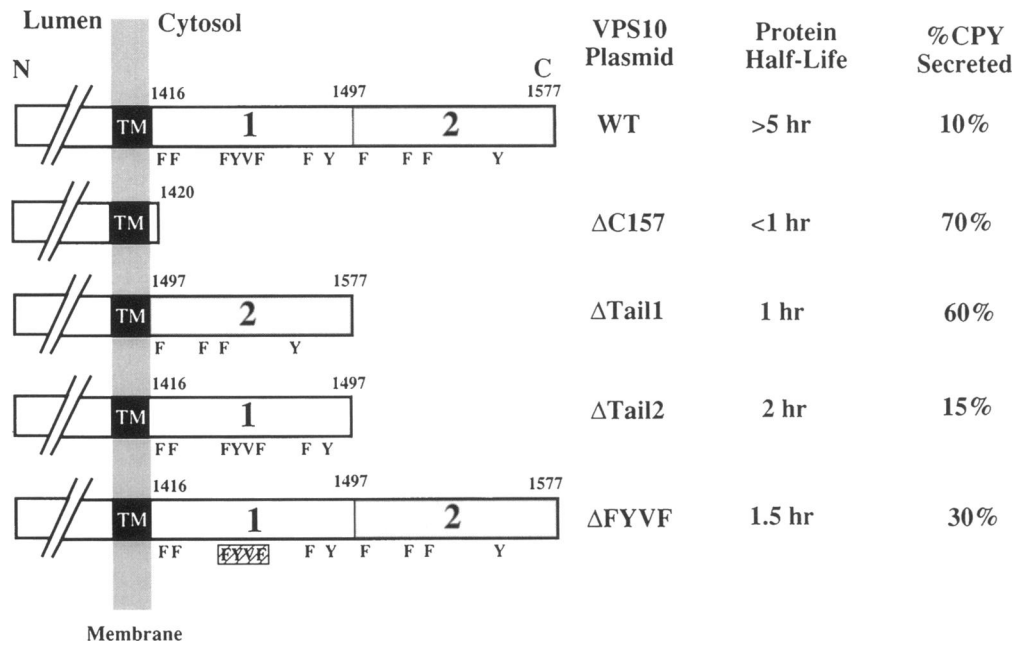 Lumen Cytosol VPS10 Plasmid Protein Half-Life %CPY Secreted
N C
1416 1497 1577
TM 1 2 WT >5 hr 10%
FF FYVF F Y F F F Y
1420
TM ΔC157 <1 hr 70%
1497 1577
TM 2 ΔTail1 1 hr 60%
F F F Y
1416 1497
TM 1 ΔTail2 2 hr 15%
FF FYVF F Y
1416 1497 1577
TM 1 2 ΔFYVF 1.5 hr 30%
FF FYVF F Y F F F Y
Membrane